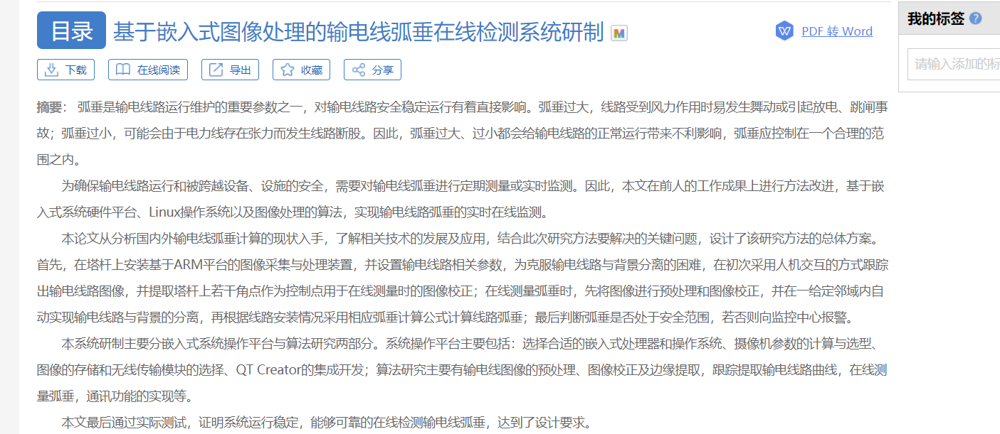 目录 基于嵌入式图像处理的输电线弧垂在线检测系统研制 M
PDF 转 Word
我的标签 ?
请输入添加的标
下载 在线阅读 导出 收藏 分享
摘要: 弧垂是输电线路运行维护的重要参数之一，对输电线路安全稳定运行有着直接影响。弧垂过大，线路受到风力作用时易发生舞动或引起放电、跳闸事
故；弧垂过小，可能会由于电力线存在张力而发生线路断股。因此，弧垂过大、过小都会给输电线路的正常运行带来不利影响，弧垂应控制在一个合理的范
围之内。
为确保输电线路运行和被跨越设备、设施的安全，需要对输电线弧垂进行定期测量或实时监测。因此，本文在前人的工作成果上进行方法改进，基于嵌
入式系统硬件平台、Linux操作系统以及图像处理的算法，实现输电线路弧垂的实时在线监测。
本论文从分析国内外输电线弧垂计算的现状入手，了解相关技术的发展及应用，结合此次研究方法要解决的关键问题，设计了该研究方法的总体方案。
首先，在塔杆上安装基于ARM平台的图像采集与处理装置，并设置输电线路相关参数，为克服输电线路与背景分离的困难，在初次采用人机交互的方式跟踪
出输电线路图像，并提取塔杆上若干角点作为控制点用于在线测量时的图像校正；在线测量弧垂时，先将图像进行预处理和图像校正，并在一给定邻域内自
动实现输电线路与背景的分离，再根据线路安装情况采用相应弧垂计算公式计算线路弧垂；最后判断弧垂是否处于安全范围，若否则向监控中心报警。
本系统研制主要分嵌入式系统操作平台与算法研究两部分。系统操作平台主要包括：选择合适的嵌入式处理器和操作系统、摄像机参数的计算与选型、
图像的存储和无线传输模块的选择、QT Creator的集成开发；算法研究主要有输电线图像的预处理、图像校正及边缘提取，跟踪提取输电线路曲线，在线测
量弧垂，通讯功能的实现等。
本文最后通过实际测试，证明系统运行稳定，能够可靠的在线检测输电线弧垂，达到了设计要求。